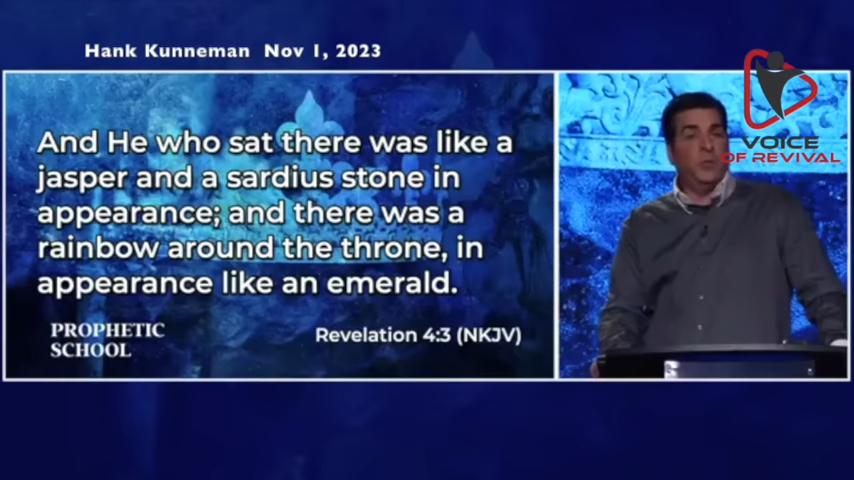 Hank Kunneman Nov 1, 2023
And He who sat there was like a
jasper and a sardius stone in
appearance; and there was a
rainbow around the throne, in
appearance like an emerald.
PROPHETIC
SCHOOL
Revelation 4:3 (NKJV)
VOICE
OF REVIVAL